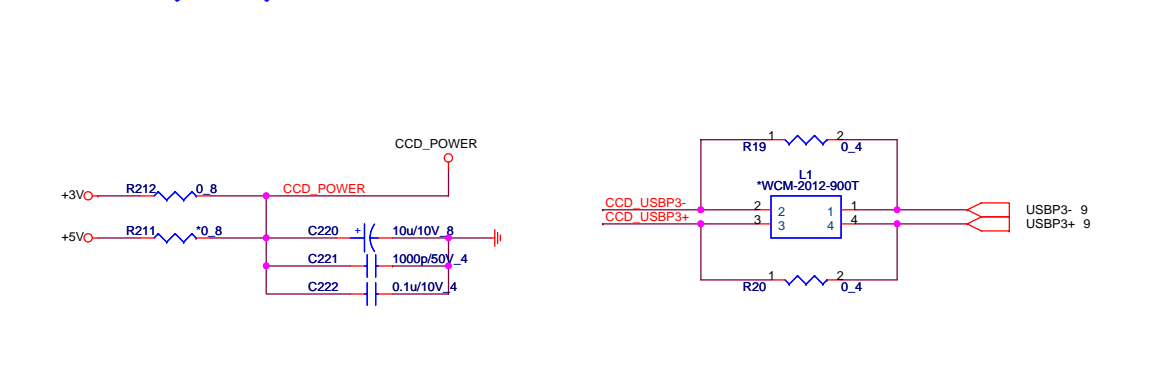 CCD_POWER
+3V R212 0_8 CCD_POWER
+5V R211 *0_8 C220 + 10u/10V_8
C221 1000p/50V_4
C222 0.1u/10V_4
1 2
R19 0_4
L1
*WCM-2012-900T
CCD_USBP3- 2 2 1 1 USBP3- 9
CCD_USBP3+ 3 3 4 4 USBP3+ 9
1 2
R20 0_4